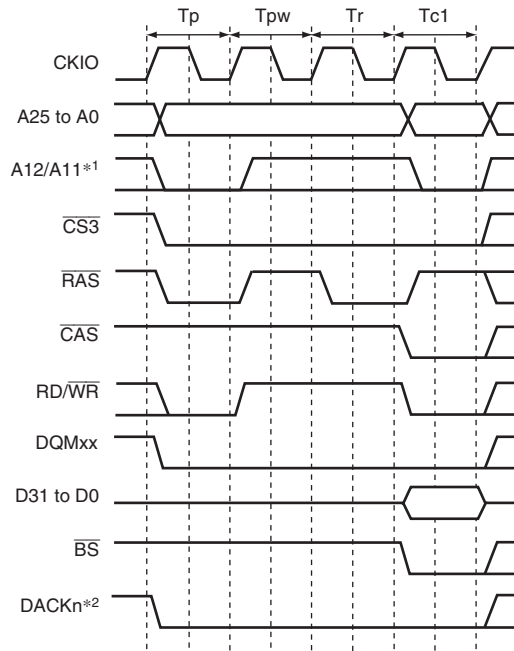 Tp Tpw Tr Tc1
CKIO
A25 to A0
A12/A11*1
CS3
RAS
CAS
RD/WR
DQMxx
D31 to D0
BS
DACKn*2